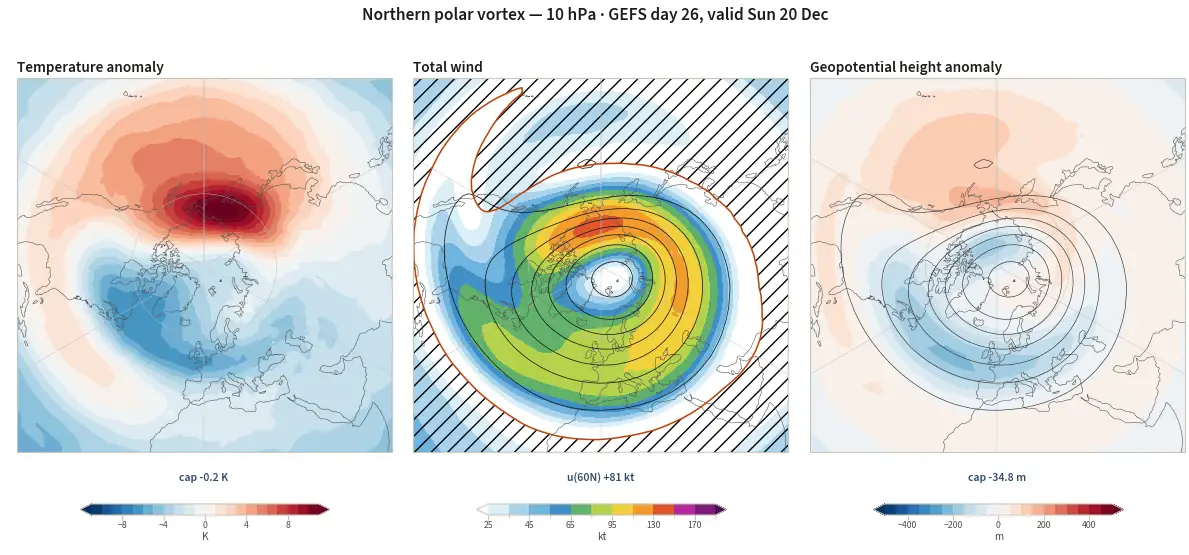 Northern polar vortex — 10 hPa · GEFS day 26, valid Sun 20 Dec
Temperature anomaly
Total wind
Geopotential height anomaly
cap -0.2 K
u(60N) +81 kt
cap -34.8 m
−8 −4 0 4 8
K
25 45 65 95 130 170
kt
−400 −200 0 200 400
m